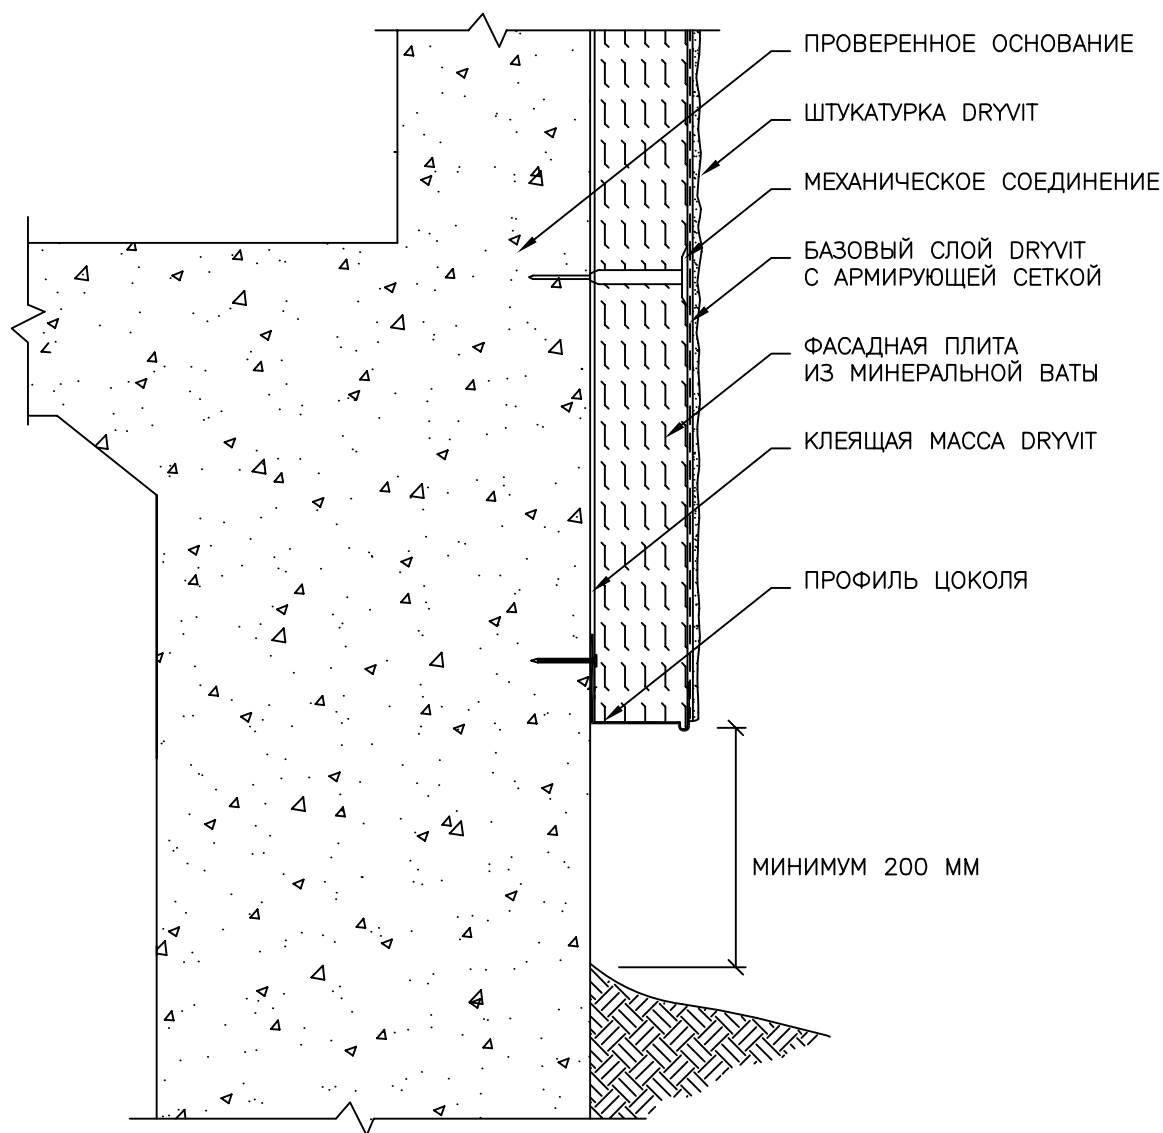 ПРОВЕРЕННОЕ ОСНОВАНИЕ
ШТУКАТУРКА DRYVIT
МЕХАНИЧЕСКОЕ СОЕДИНЕНИЕ
БАЗОВЫЙ СЛОЙ DRYVIT
С АРМИРУЮЩЕЙ СЕТКОЙ
ФАСАДНАЯ ПЛИТА
ИЗ МИНЕРАЛЬНОЙ ВАТЫ
КЛЕЯЩАЯ МАССА DRYVIT
ПРОФИЛЬ ЦОКОЛЯ
МИНИМУМ 200 ММ